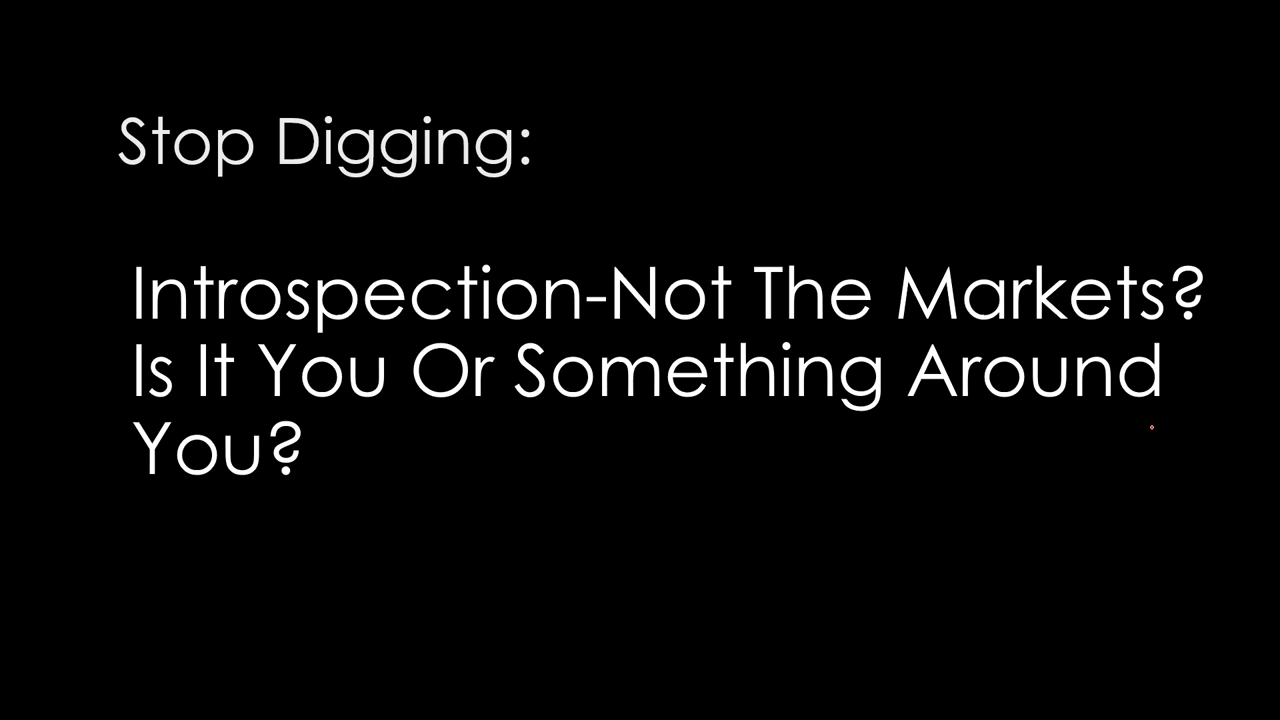 Stop Digging:
Introspection-Not The Markets?
Is It You Or Something Around
You?